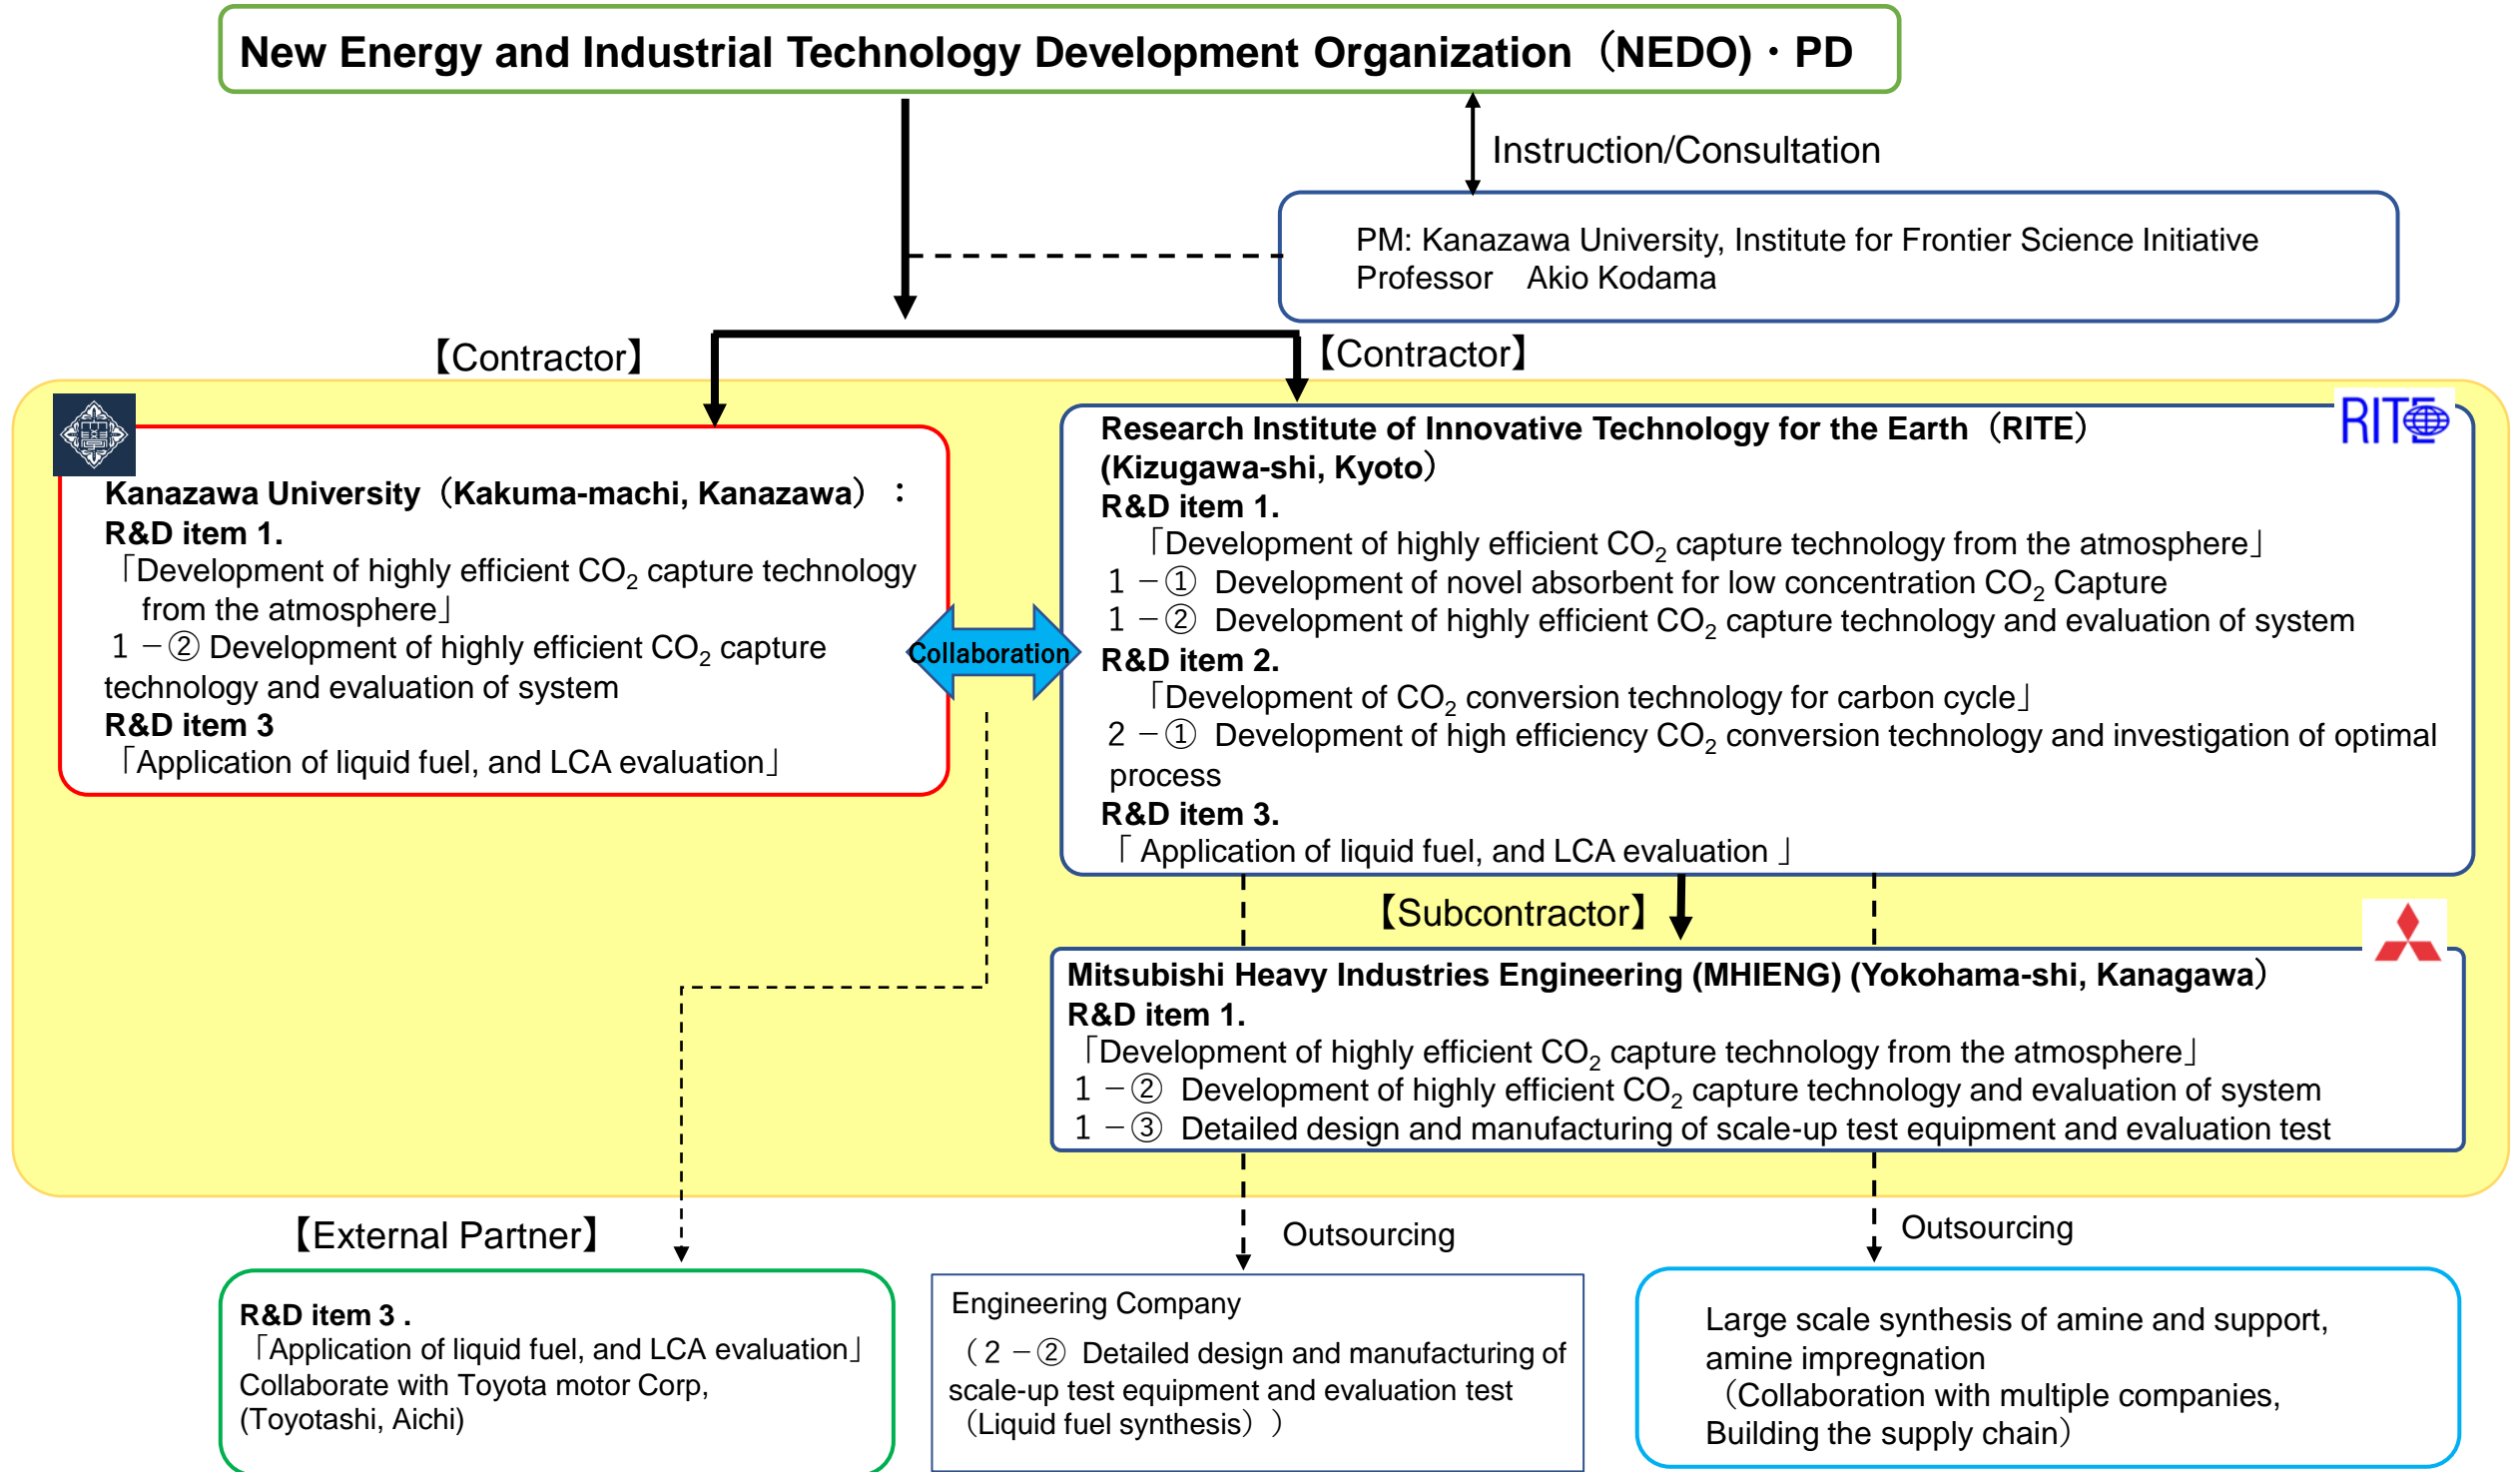 New Energy and Industrial Technology Development Organization（NEDO)・PD
Instruction/Consultation
PM: Kanazawa University, Institute for Frontier Science Initiative
Professor　Akio Kodama
【Contractor】
【Contractor】
Kanazawa University（Kakuma-machi, Kanazawa）：
R&D item 1.
「Development of highly efficient CO₂ capture technology
from the atmosphere」
１－② Development of highly efficient CO₂ capture
technology and evaluation of system
R&D item 3
「Application of liquid fuel, and LCA evaluation」
Collaboration
RITE
Research Institute of Innovative Technology for the Earth（RITE）
(Kizugawa-shi, Kyoto）
R&D item 1.
「Development of highly efficient CO₂ capture technology from the atmosphere」
１－① Development of novel absorbent for low concentration CO₂ Capture
１－② Development of highly efficient CO₂ capture technology and evaluation of system
R&D item 2.
「Development of CO₂ conversion technology for carbon cycle」
２－① Development of high efficiency CO₂ conversion technology and investigation of optimal
process
R&D item 3.
「 Application of liquid fuel, and LCA evaluation 」
【Subcontractor】
Mitsubishi Heavy Industries Engineering (MHIENG) (Yokohama-shi, Kanagawa）
R&D item 1.
「Development of highly efficient CO₂ capture technology from the atmosphere」
１－② Development of highly efficient CO₂ capture technology and evaluation of system
１－③ Detailed design and manufacturing of scale-up test equipment and evaluation test
【External Partner】
Outsourcing
Outsourcing
R&D item 3 .
「Application of liquid fuel, and LCA evaluation」
Collaborate with Toyota motor Corp,
(Toyotashi, Aichi)
Engineering Company
（２－② Detailed design and manufacturing of
scale-up test equipment and evaluation test
（Liquid fuel synthesis））
Large scale synthesis of amine and support,
amine impregnation
（Collaboration with multiple companies,
Building the supply chain）